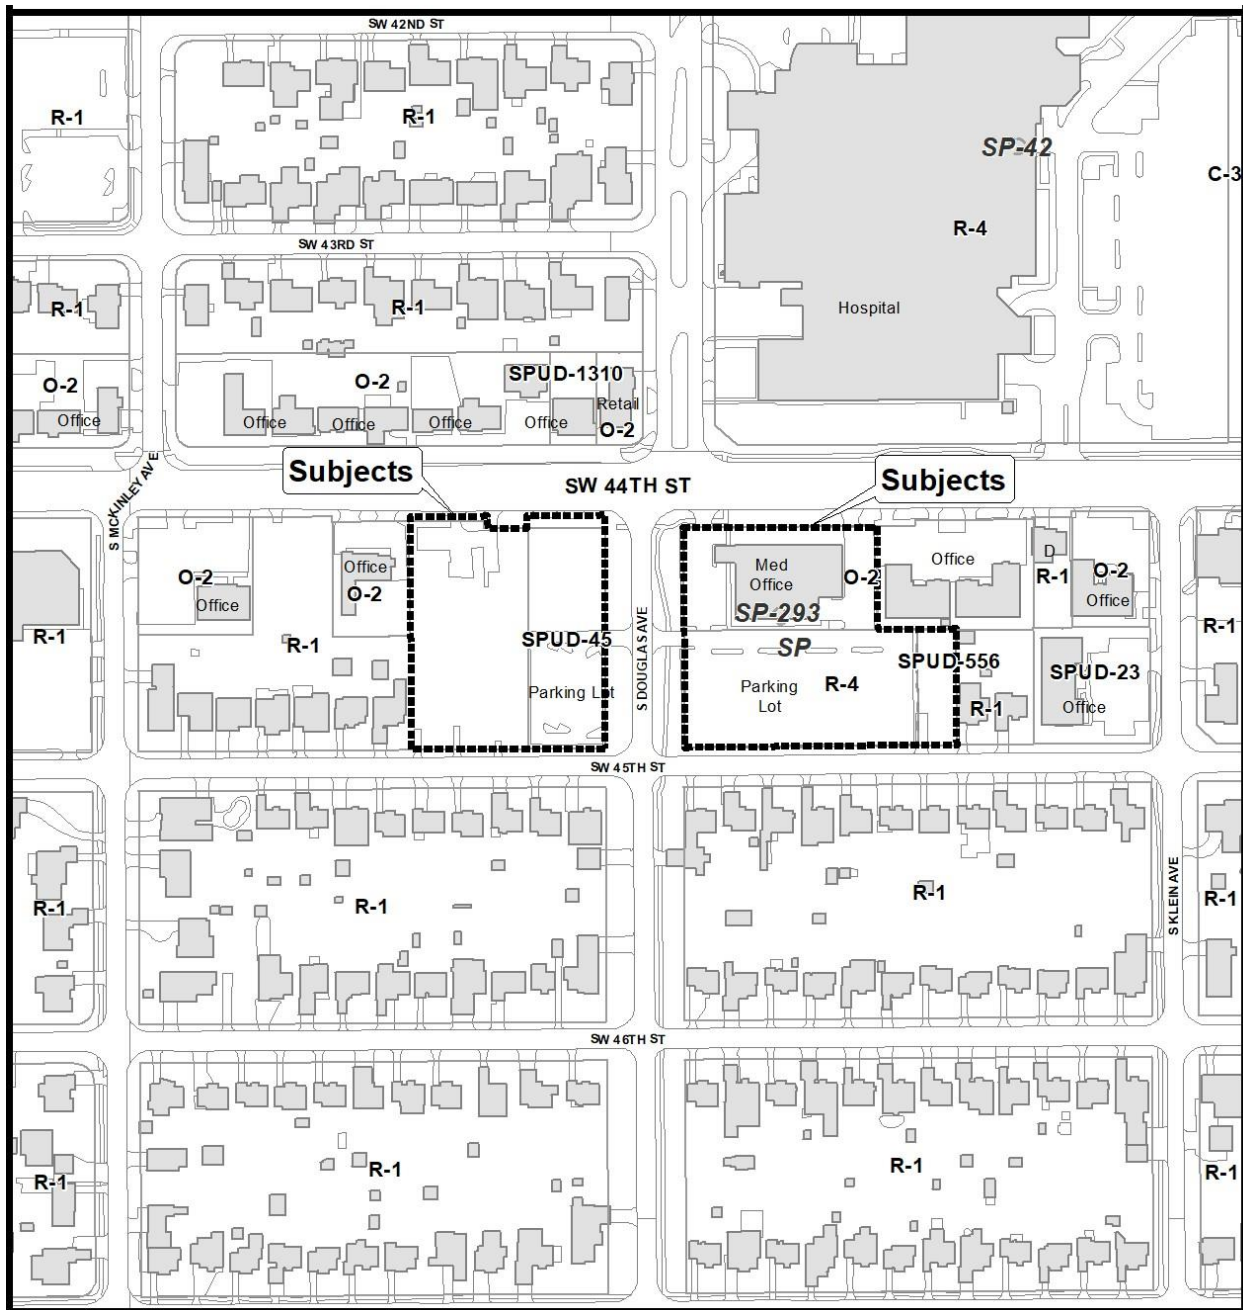 SW 42ND ST
R-1
R-1
SP-42
C-3
R-4
SW 43RD ST
R-1
R-1
Hospital
O-2
Office
O-2
SPUD-1310
Office
Office
Office
Office
Retail
O-2
S MCKINLEY AVE
Subjects
SW 44TH ST
Subjects
O-2
Office
Office
O-2
Med
Office
O-2
Office
D
R-1
O-2
Office
SP-293
S DOUGLAS AVE
R-1
R-1
SPUD-45
SP
R-1
Parking Lot
Parking
Lot
R-4
SPUD-556
R-1
SPUD-23
Office
SW 45TH ST
R-1
R-1
R-1
S KLEIN AVE
R-1
SW 46TH ST
R-1
R-1
R-1
R-1